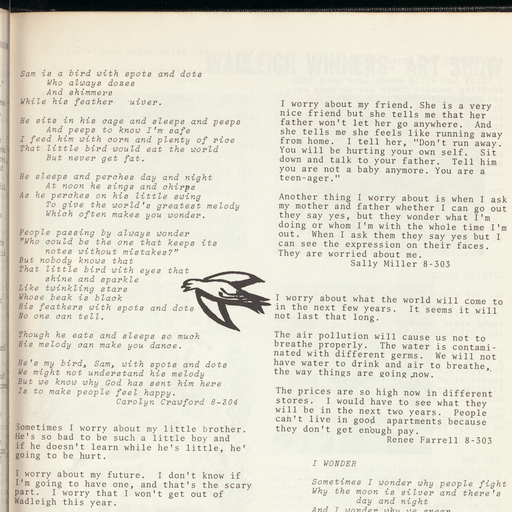 Sam is a bird with spots and dots
Who always dozes
And shimmers
While his feather uiver.
He sits in his cage and sleeps and peeps
And peeps to know I'm safe
I feed him with corn and plenty of rice
That little bird would eat the world
But never get fat.
He sleeps and perches day and night
At noon he sings and chirps
As he perches on his little swing
To give the world's greatest melody
Which often makes you wonder.
People passing by always wonder
"Who could be the one that keeps its
notes without mistakes?"
But nobody knows that
That little bird with eyes that
shine and sparkle
Like twinkling stars
Whose beak is black
His feathers with spots and dots
No one can tell.
Though he eats and sleeps so much
His melody can make you dance.
He's my bird, Sam, with spots and dots
We might not understand his melody
But we know why God has sent him here
Is to make people feel happy.
Carolyn Crawford 8-304
Sometimes I worry about my little brother.
He's so bad to be such a little boy and
if he doesn't learn while he's little, he'
going to be hurt.
I worry about my future. I don't know if
I'm going to have one, and that's the scary
part. I worry that I won't get out of
Wadleigh this year.
I worry about my friend. She is a very
nice friend but she tells me that her
father won't let her go anywhere. And
she tells me she feels like running away
from home. I tell her, "Don't run away.
You will be hurting your own self. Sit
down and talk to your father. Tell him
you are not a baby anymore. You are a
teen-ager."
Another thing I worry about is when I ask
my mother and father whether I can go out
they say yes, but they wonder what I'm
doing or whom I'm with the whole time I'm
out. When I ask them they say yes but I
can see the expression on their faces.
They are worried about me.
Sally Miller 8-303
I worry about what the world will come to
in the next few years. It seems it will
not last that long.
The air pollution will cause us not to
breathe properly. The water is contami-
nated with different germs. We will not
have water to drink and air to breathe,
the way things are going now.
The prices are so high now in different
stores. I would have to see what they
will be in the next two years. People
can't live in good apartments because
they don't get enough pay.
Renee Farrell 8-303
I WONDER
Sometimes I wonder why people fight
Why the moon is silver and there's
day and night
And I wonder why we